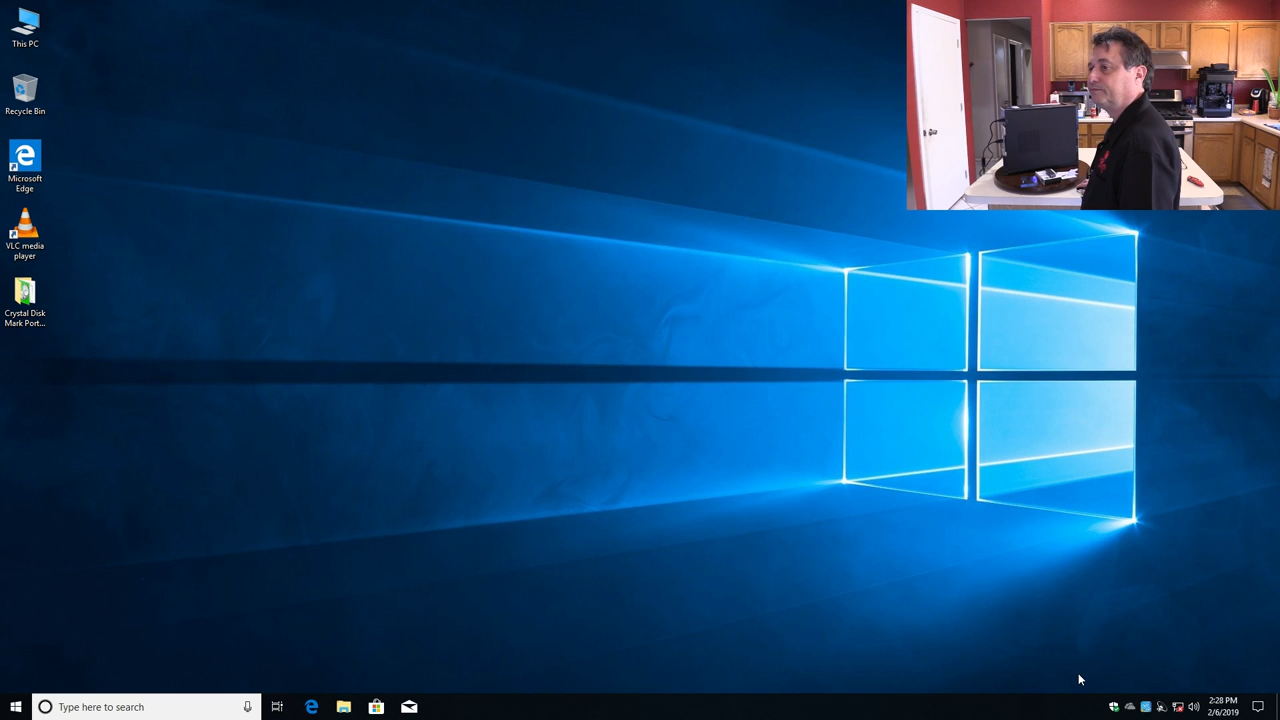 This PC
Recycle Bin
Microsoft
Edge
VLC media
player
Crystal Disk
Mark Port...
Type here to search
2:28 PM
2/6/2019